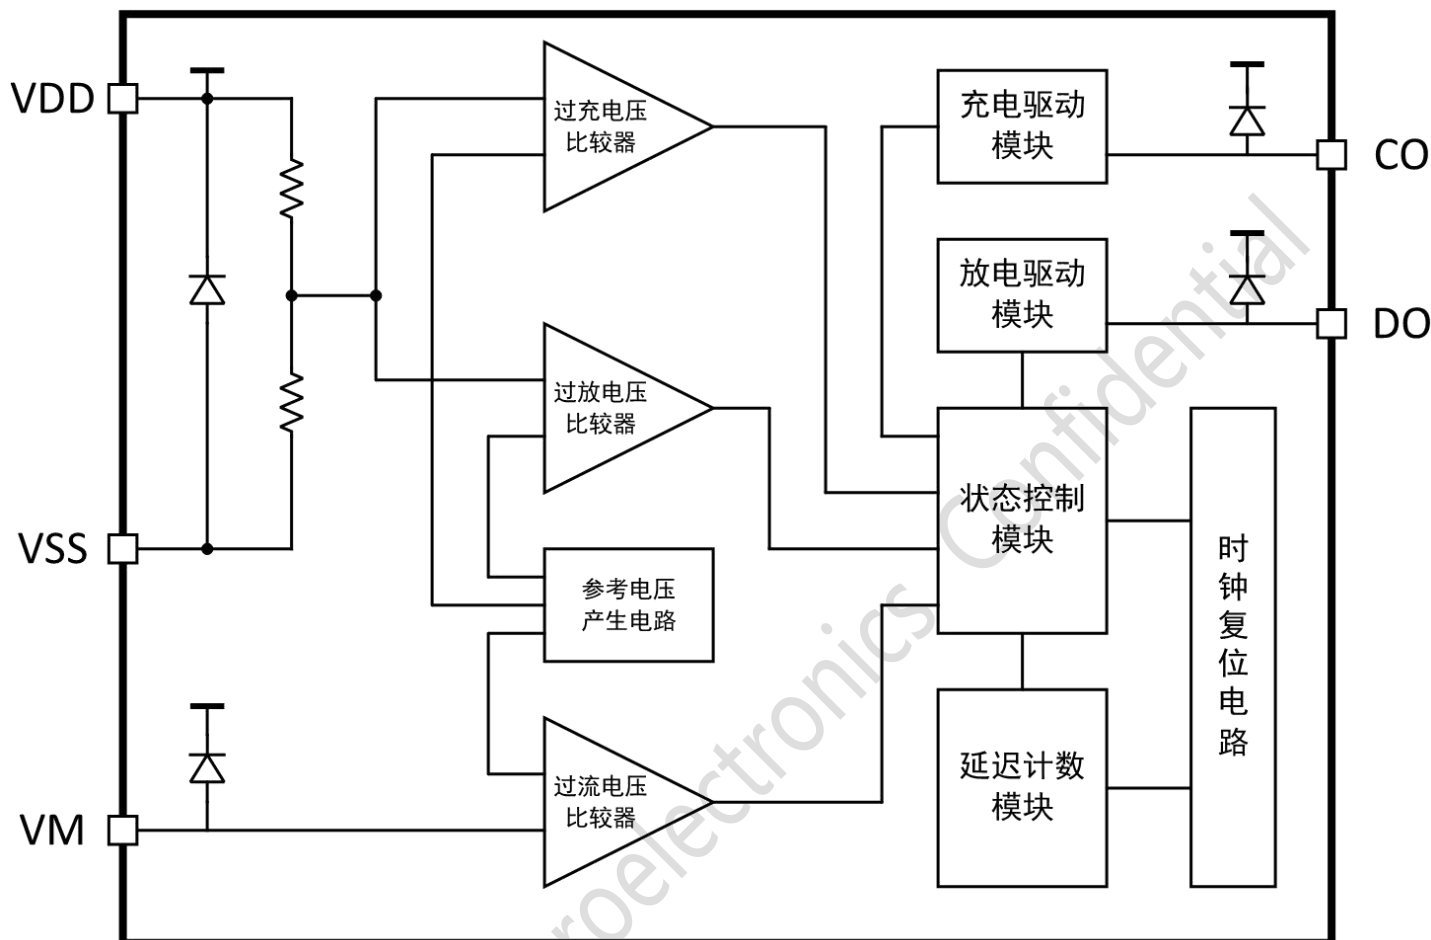 VDD
过充电压
比较器
充电驱动
模块
CO
放电驱动
模块
DO
过放电压
比较器
状态控制
模块
VSS
参考电压
产生电路
时
钟
复
位
电
路
VM
过流电压
比较器
延迟计数
模块
roelectronics Confidential